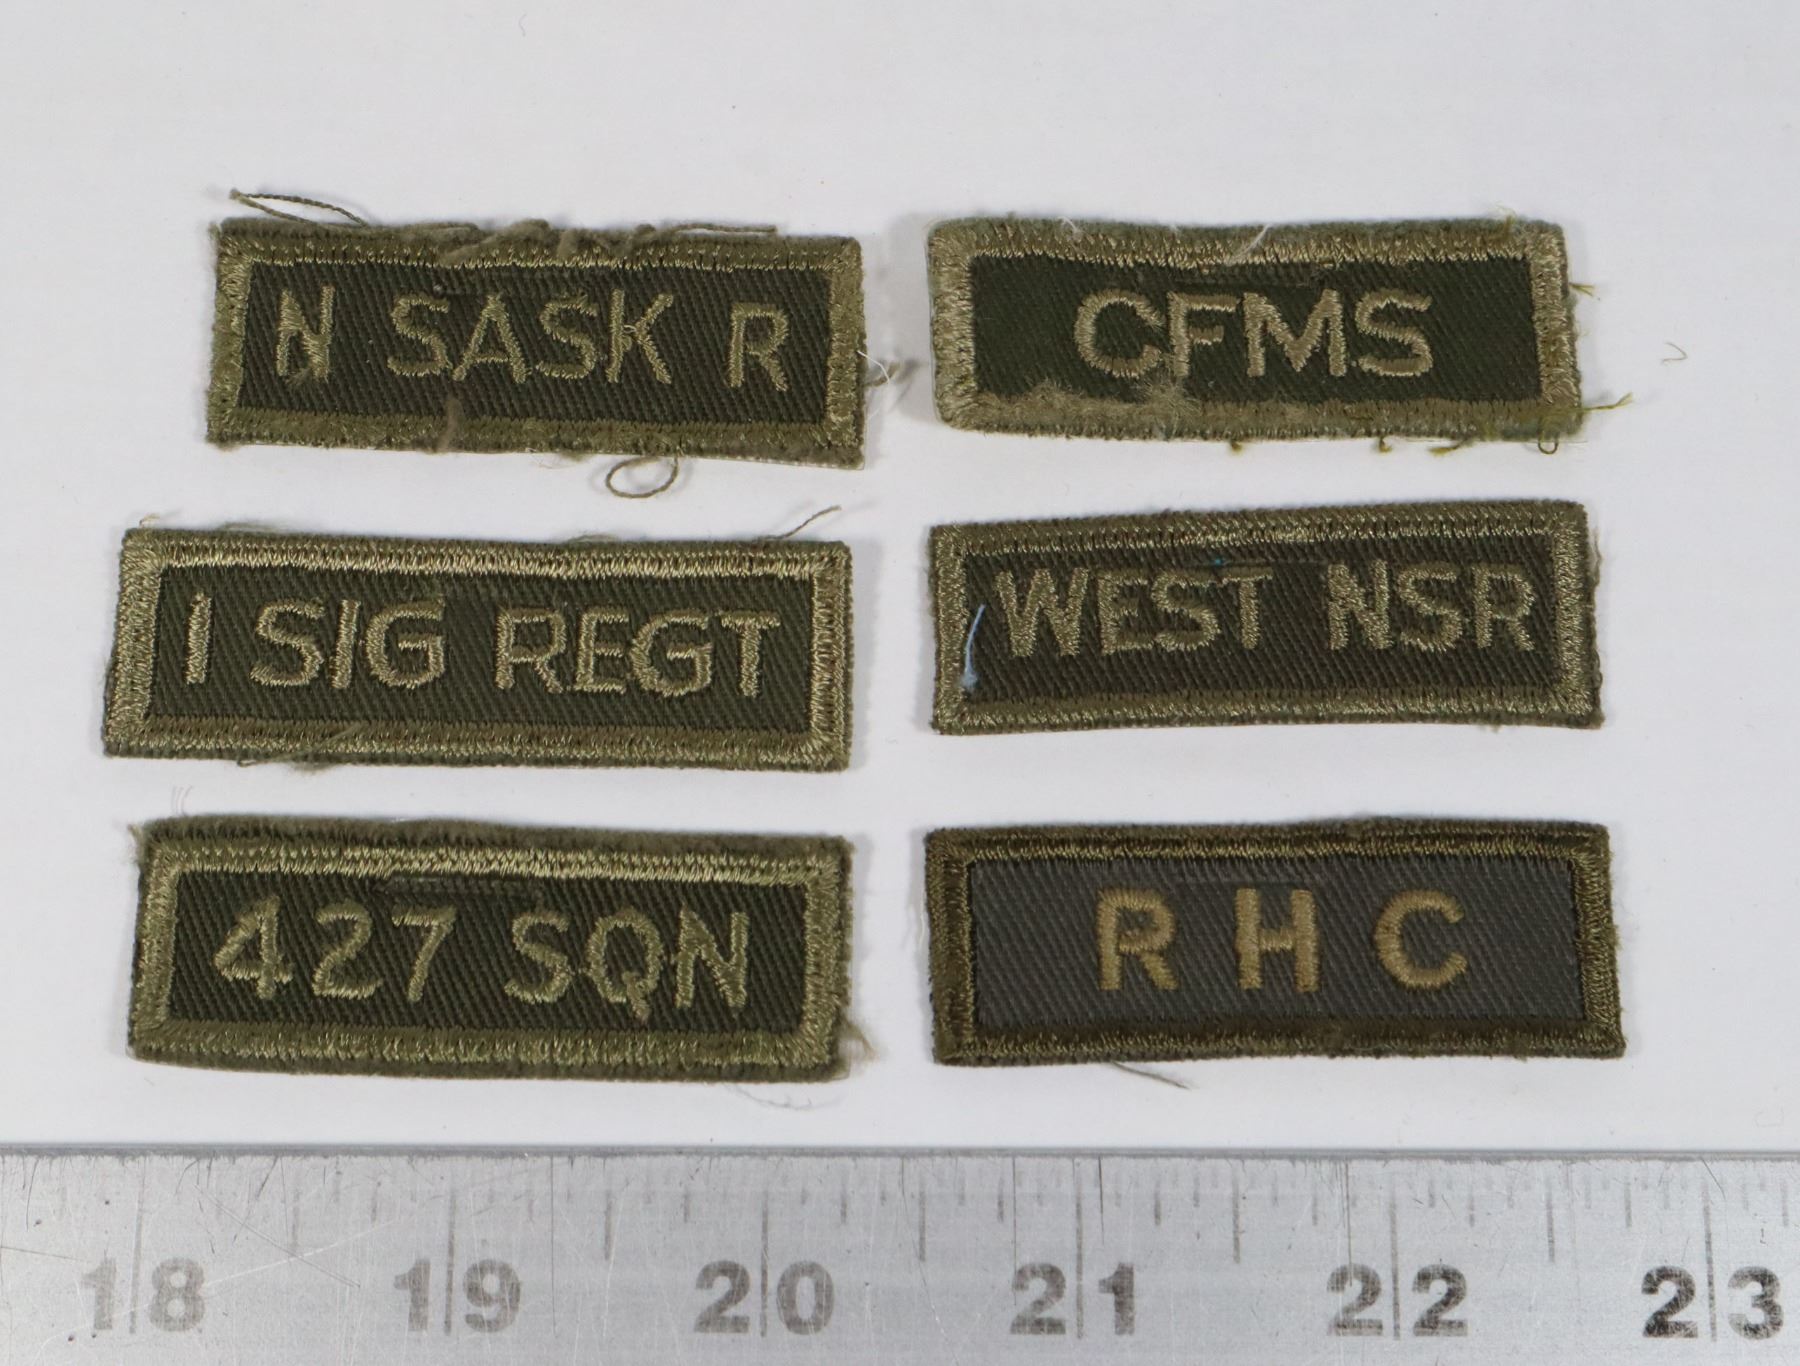 N SASK R
CFMS
1 SIG REGT
WEST NSR
427 SQN
R H C
18 19 20 21 22 23